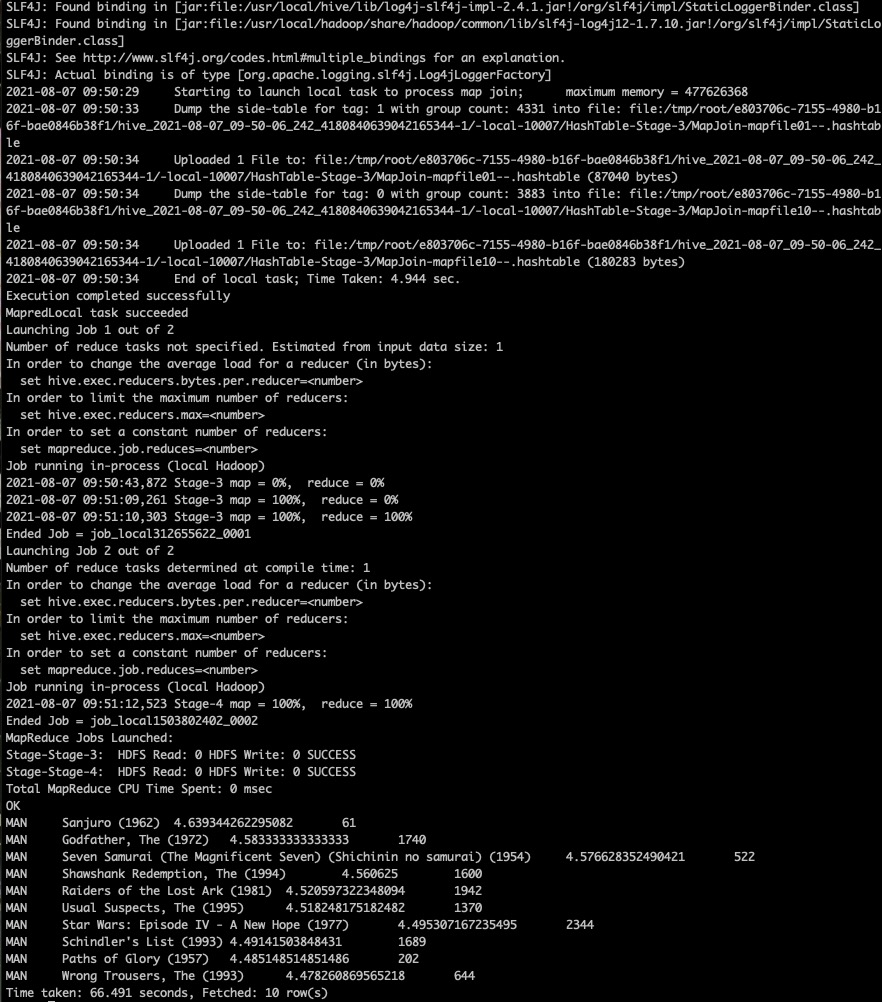 SLF4J: Found binding in [jar:file:/usr/local/hive/lib/log4j-slf4j-impl-2.4.1.jar!/org/slf4j/impl/StaticLoggerBinder.class]
SLF4J: Found binding in [jar:file:/usr/local/hadoop/share/hadoop/common/lib/slf4j-log4j12-1.7.10.jar!/org/slf4j/impl/StaticLo
ggerBinder.class]
SLF4J: See http://www.slf4j.org/codes.html#multiple_bindings for an explanation.
SLF4J: Actual binding is of type [org.apache.logging.slf4j.Log4jLoggerFactory]
2021-08-07 09:50:29     Starting to launch local task to process map join;      maximum memory = 477626368
2021-08-07 09:50:33     Dump the side-table for tag: 1 with group count: 4331 into file: file:/tmp/root/e803706c-7155-4980-b1
6f-bae0846b38f1/hive_2021-08-07_09-50-06_242_4180840639042165344-1/-local-10007/HashTable-Stage-3/MapJoin-mapfile01--.hashtab
le
2021-08-07 09:50:34     Uploaded 1 File to: file:/tmp/root/e803706c-7155-4980-b16f-bae0846b38f1/hive_2021-08-07_09-50-06_242_
4180840639042165344-1/-local-10007/HashTable-Stage-3/MapJoin-mapfile01--.hashtable (87040 bytes)
2021-08-07 09:50:34     Dump the side-table for tag: 0 with group count: 3883 into file: file:/tmp/root/e803706c-7155-4980-b1
6f-bae0846b38f1/hive_2021-08-07_09-50-06_242_4180840639042165344-1/-local-10007/HashTable-Stage-3/MapJoin-mapfile10--.hashtab
le
2021-08-07 09:50:34     Uploaded 1 File to: file:/tmp/root/e803706c-7155-4980-b16f-bae0846b38f1/hive_2021-08-07_09-50-06_242_
4180840639042165344-1/-local-10007/HashTable-Stage-3/MapJoin-mapfile10--.hashtable (180283 bytes)
2021-08-07 09:50:34     End of local task; Time Taken: 4.944 sec.
Execution completed successfully
MapredLocal task succeeded
Launching Job 1 out of 2
Number of reduce tasks not specified. Estimated from input data size: 1
In order to change the average load for a reducer (in bytes):
  set hive.exec.reducers.bytes.per.reducer=<number>
In order to limit the maximum number of reducers:
  set hive.exec.reducers.max=<number>
In order to set a constant number of reducers:
  set mapreduce.job.reduces=<number>
Job running in-process (local Hadoop)
2021-08-07 09:50:43,872 Stage-3 map = 0%,  reduce = 0%
2021-08-07 09:51:09,261 Stage-3 map = 100%,  reduce = 0%
2021-08-07 09:51:10,303 Stage-3 map = 100%,  reduce = 100%
Ended Job = job_local312655622_0001
Launching Job 2 out of 2
Number of reduce tasks determined at compile time: 1
In order to change the average load for a reducer (in bytes):
  set hive.exec.reducers.bytes.per.reducer=<number>
In order to limit the maximum number of reducers:
  set hive.exec.reducers.max=<number>
In order to set a constant number of reducers:
  set mapreduce.job.reduces=<number>
Job running in-process (local Hadoop)
2021-08-07 09:51:12,523 Stage-4 map = 100%,  reduce = 100%
Ended Job = job_local1503802402_0002
MapReduce Jobs Launched:
Stage-Stage-3:  HDFS Read: 0 HDFS Write: 0 SUCCESS
Stage-Stage-4:  HDFS Read: 0 HDFS Write: 0 SUCCESS
Total MapReduce CPU Time Spent: 0 msec
OK
MAN     Sanjuro (1962)  4.639344262295082       61
MAN     Godfather, The (1972)   4.583333333333333       1740
MAN     Seven Samurai (The Magnificent Seven) (Shichinin no samurai) (1954)     4.576628352490421       522
MAN     Shawshank Redemption, The (1994)        4.560625        1600
MAN     Raiders of the Lost Ark (1981)  4.520597322348094       1942
MAN     Usual Suspects, The (1995)      4.518248175182482       1370
MAN     Star Wars: Episode IV - A New Hope (1977)       4.495307167235495       2344
MAN     Schindler's List (1993) 4.49141503848431        1689
MAN     Paths of Glory (1957)   4.485148514851486       202
MAN     Wrong Trousers, The (1993)      4.478260869565218       644
Time taken: 66.491 seconds, Fetched: 10 row(s)